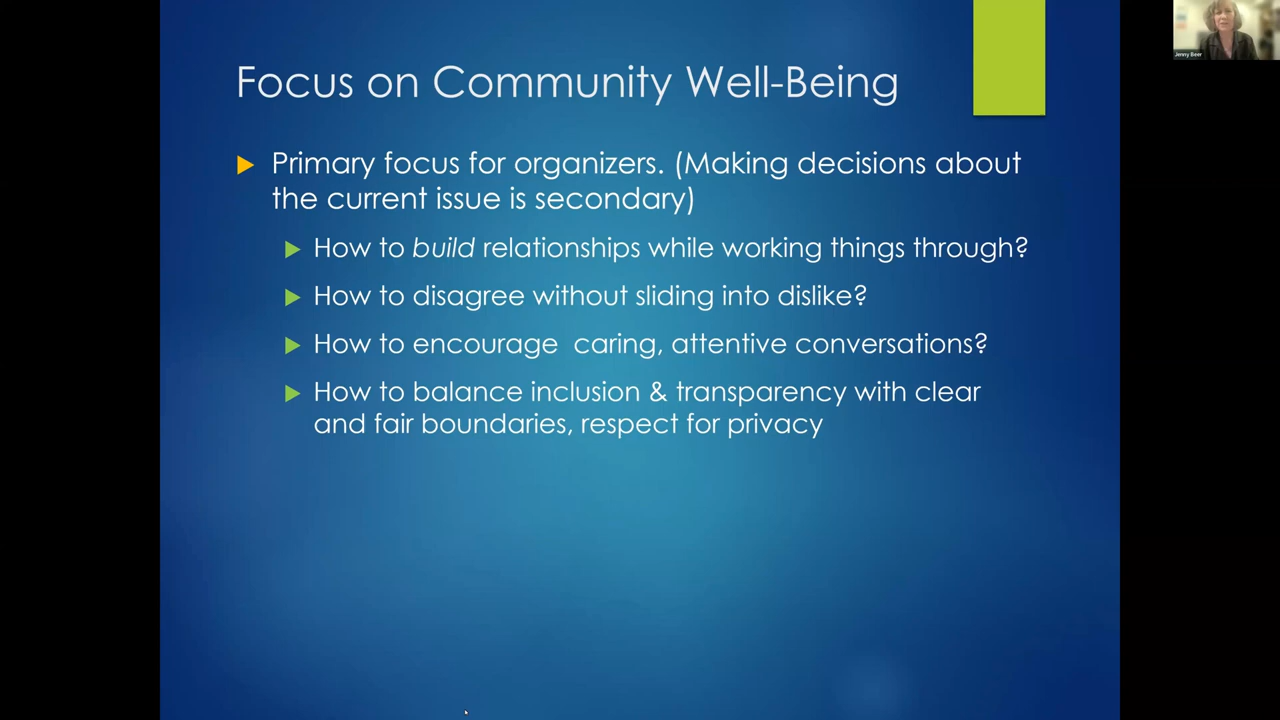 Focus on Community Well-Being
Primary focus for organizers. (Making decisions about
the current issue is secondary)
How to build relationships while working things through?
How to disagree without sliding into dislike?
How to encourage  caring, attentive conversations?
How to balance inclusion & transparency with clear
and fair boundaries, respect for privacy
Jenny Beer